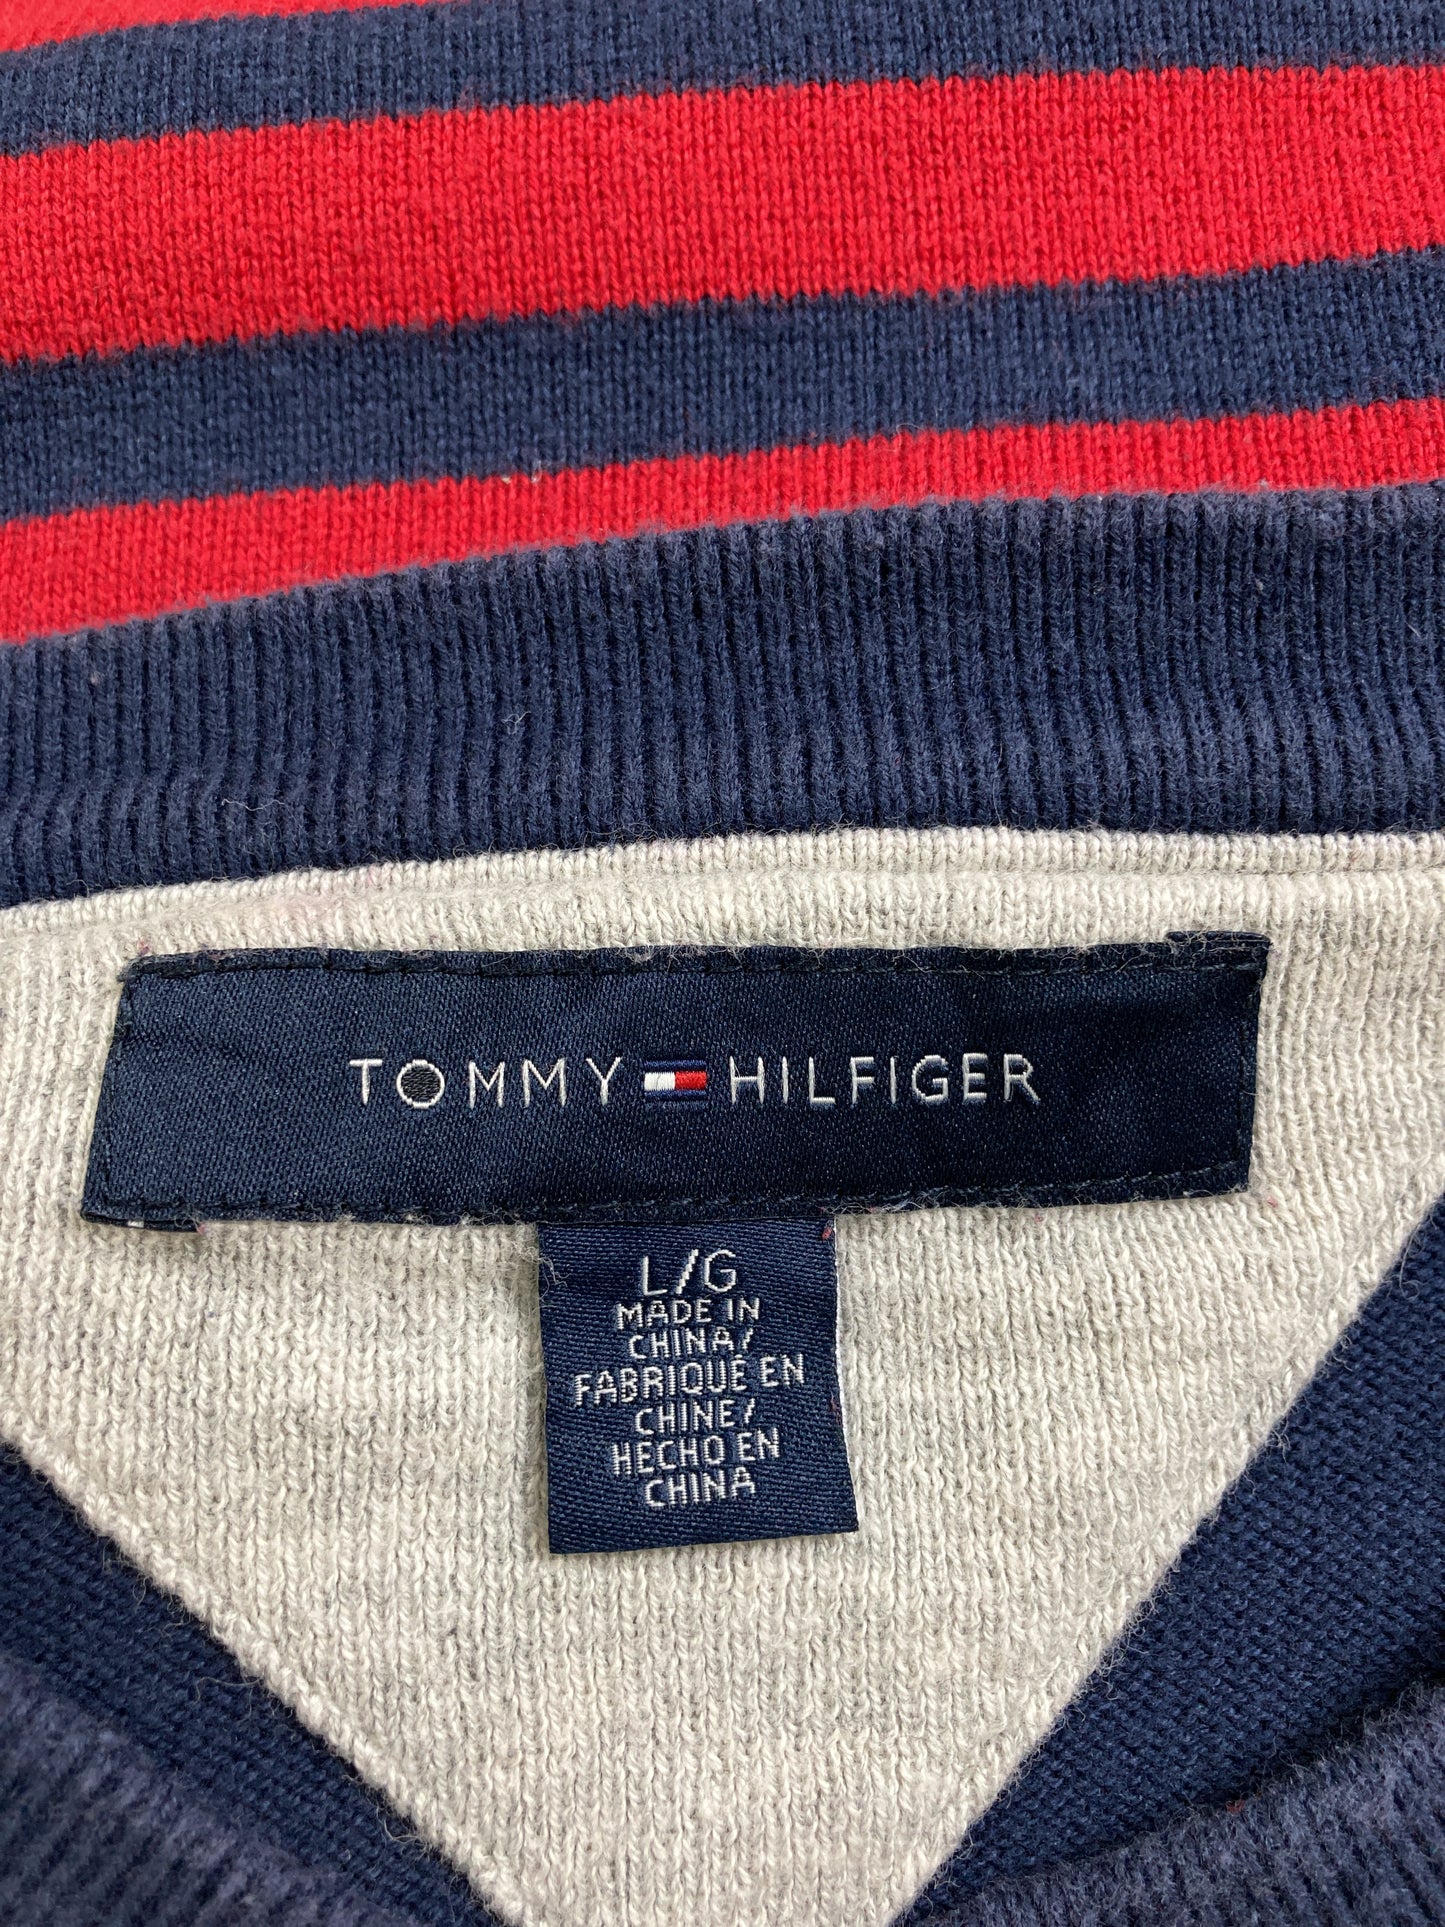 TOMMY HILFIGER
L/G
MADE IN
CHINA/
FABRIQUÉ EN
CHINE/
HECHO EN
CHINA